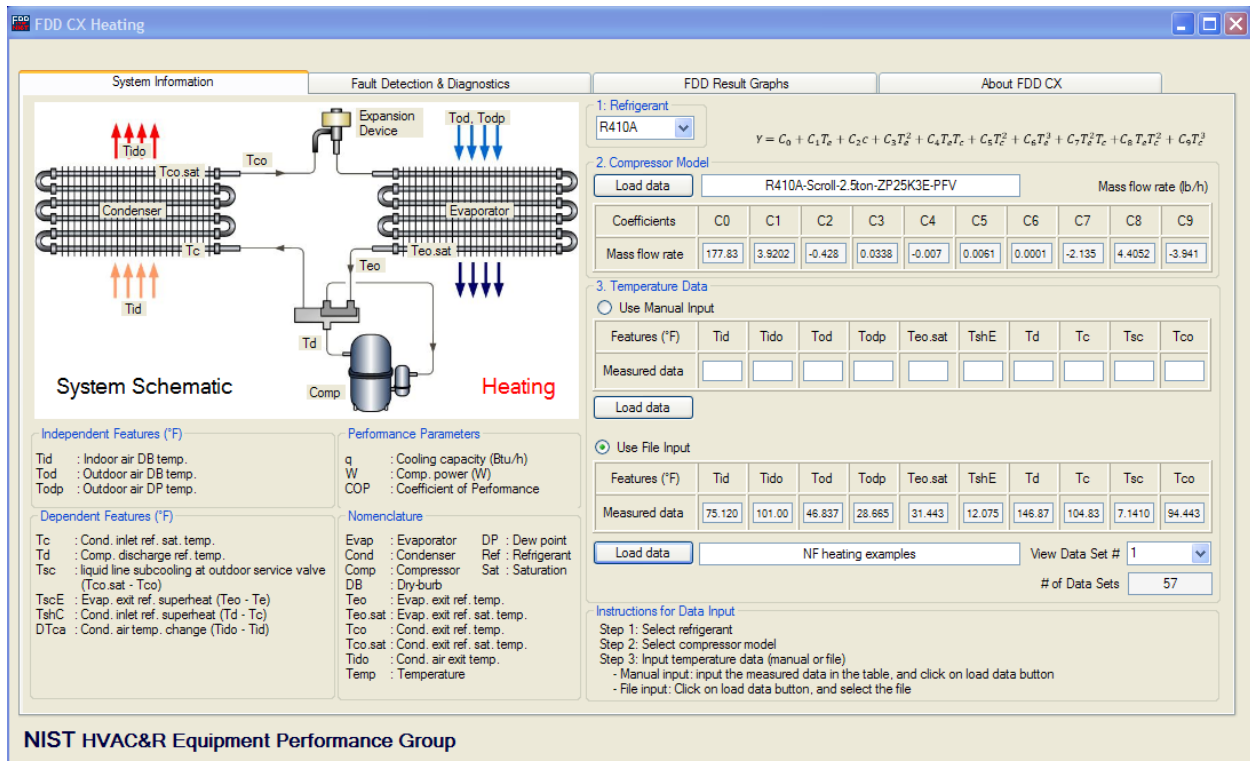 FDD CX Heating
System Information
Fault Detection & Diagnostics
FDD Result Graphs
About FDD CX
Expansion
Device
Tod, Todp
Tido
Tco
Tco.sat
Condenser
Evaporator
Tc
Teo.sat
Teo
Tid
Td
Comp
System Schematic
Heating
Independent Features (°F)
Tid : Indoor air DB temp.
Tod : Outdoor air DB temp.
Todp : Outdoor air DP temp.
Dependent Features (°F)
Tc : Cond. inlet ref. sat. temp.
Td : Comp. discharge ref. temp.
Tsc : liquid line subcooling at outdoor service valve
(Tco.sat - Tco)
TscE : Evap. exit ref. superheat (Teo - Te)
TshC : Cond. inlet ref. superheat (Td - Tc)
DTca : Cond. air temp. change (Tido - Tid)
Performance Parameters
q : Cooling capacity (Btu/h)
W : Comp. power (W)
COP : Coefficient of Performance
Nomenclature
Evap : Evaporator DP : Dew point
Cond : Condenser Ref : Refrigerant
Comp : Compressor Sat : Saturation
DB : Dry-burb
Teo : Evap. exit ref. temp.
Teo.sat : Evap. exit ref. sat. temp.
Tco : Cond. exit ref. temp.
Tco.sat : Cond. exit ref. sat. temp.
Tido : Cond. air exit temp.
Temp : Temperature
1: Refrigerant
R410A
Y = C₀ + C₁Tₑ + C₂c + C₃Tₑ² + C₄TₑT꜀ + C₅T꜀² + C₆Tₑ³ + C₇Tₑ²T꜀ + C₈TₑT꜀² + C₉T꜀³
2. Compressor Model
Load data R410A-Scroll-2.5ton-ZP25K3E-PFV Mass flow rate (lb/h)
Coefficients C0 C1 C2 C3 C4 C5 C6 C7 C8 C9
Mass flow rate 177.83 3.9202 -0.428 0.0338 -0.007 0.0061 0.0001 -2.135 4.4052 -3.941
3. Temperature Data
Use Manual Input
Features (°F) Tid Tido Tod Todp Teo.sat TshE Td Tc Tsc Tco
Measured data
Load data
Use File Input
Features (°F) Tid Tido Tod Todp Teo.sat TshE Td Tc Tsc Tco
Measured data 75.120 101.00 46.837 28.665 31.443 12.075 146.87 104.83 7.1410 94.443
Load data NF heating examples View Data Set # 1
# of Data Sets 57
Instructions for Data Input
Step 1: Select refrigerant
Step 2: Select compressor model
Step 3: Input temperature data (manual or file)
- Manual input: input the measured data in the table, and click on load data button
- File input: Click on load data button, and select the file
NIST HVAC&R Equipment Performance Group